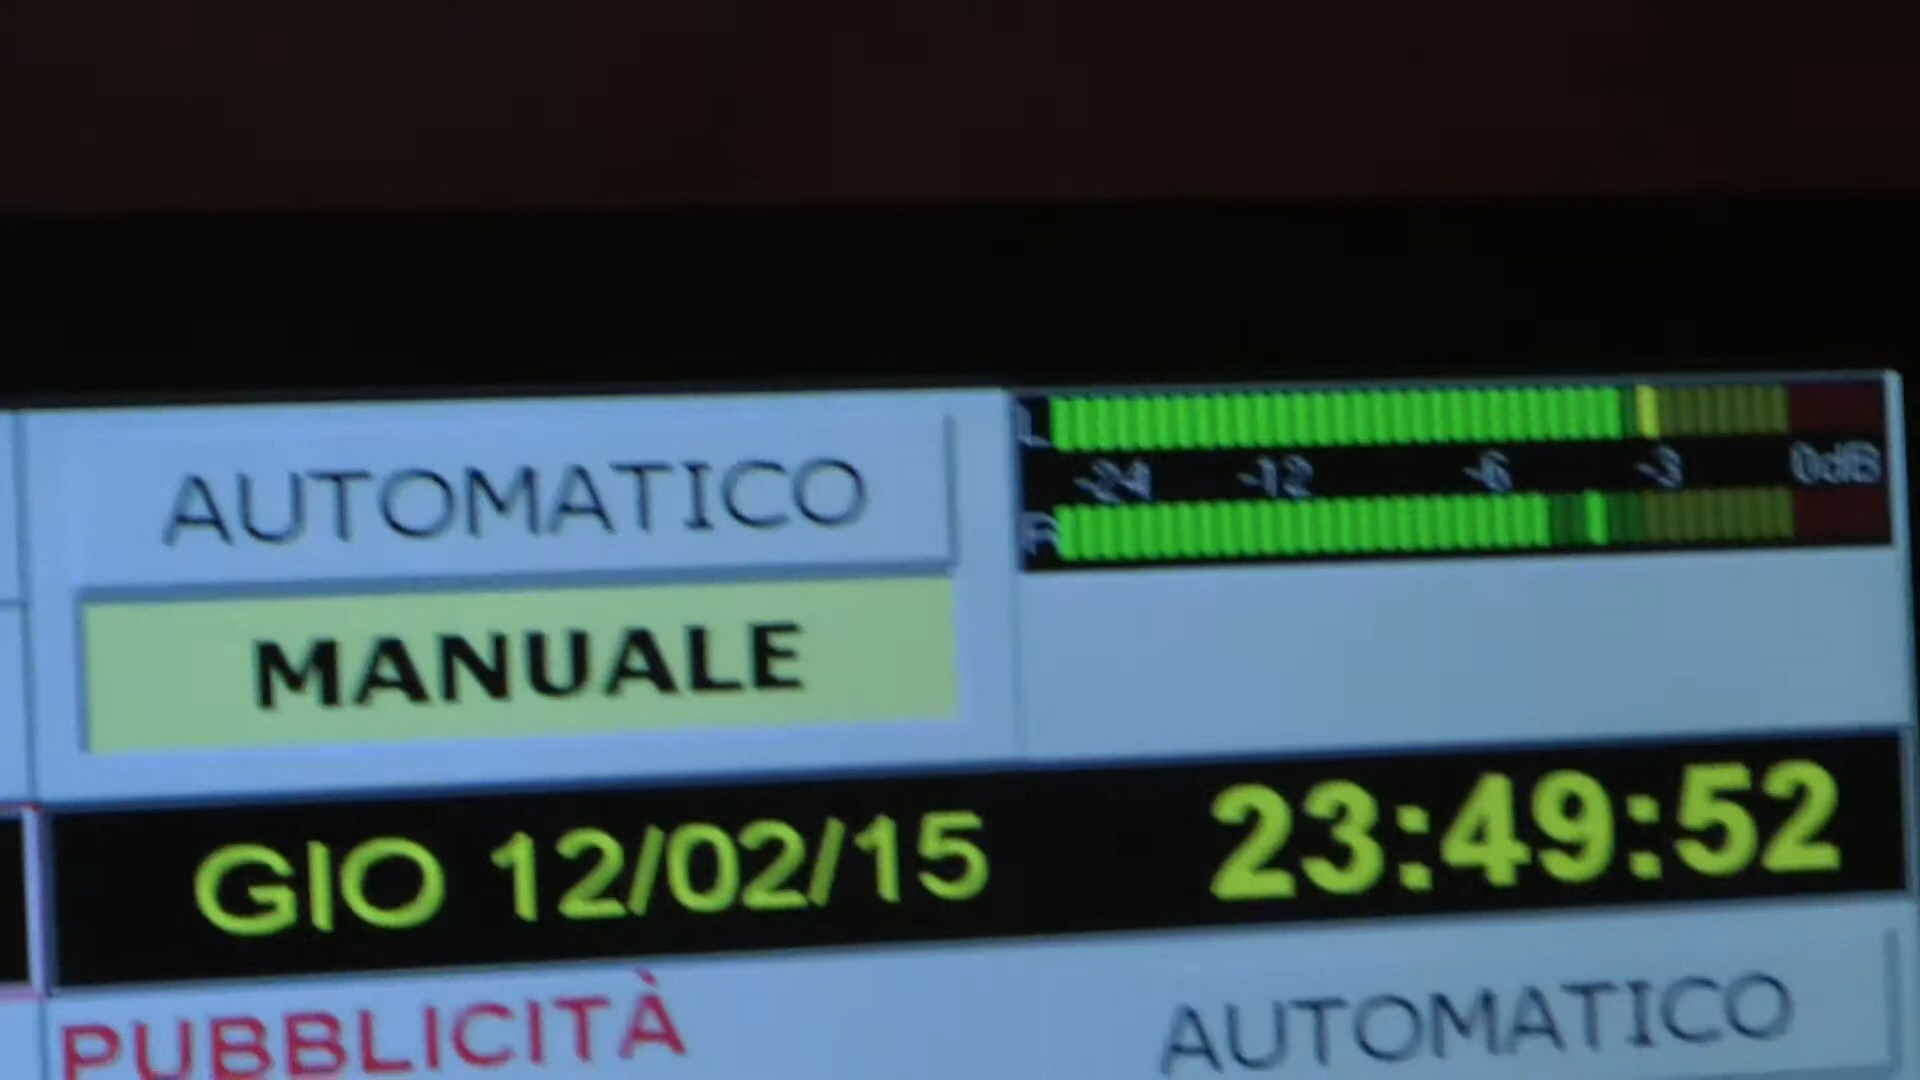 AUTOMATICO
MANUALE
L
-24 -12 -6 -3 0dB
R
GIO 12/02/15 23:49:52
PUBBLICITÀ
AUTOMATICO